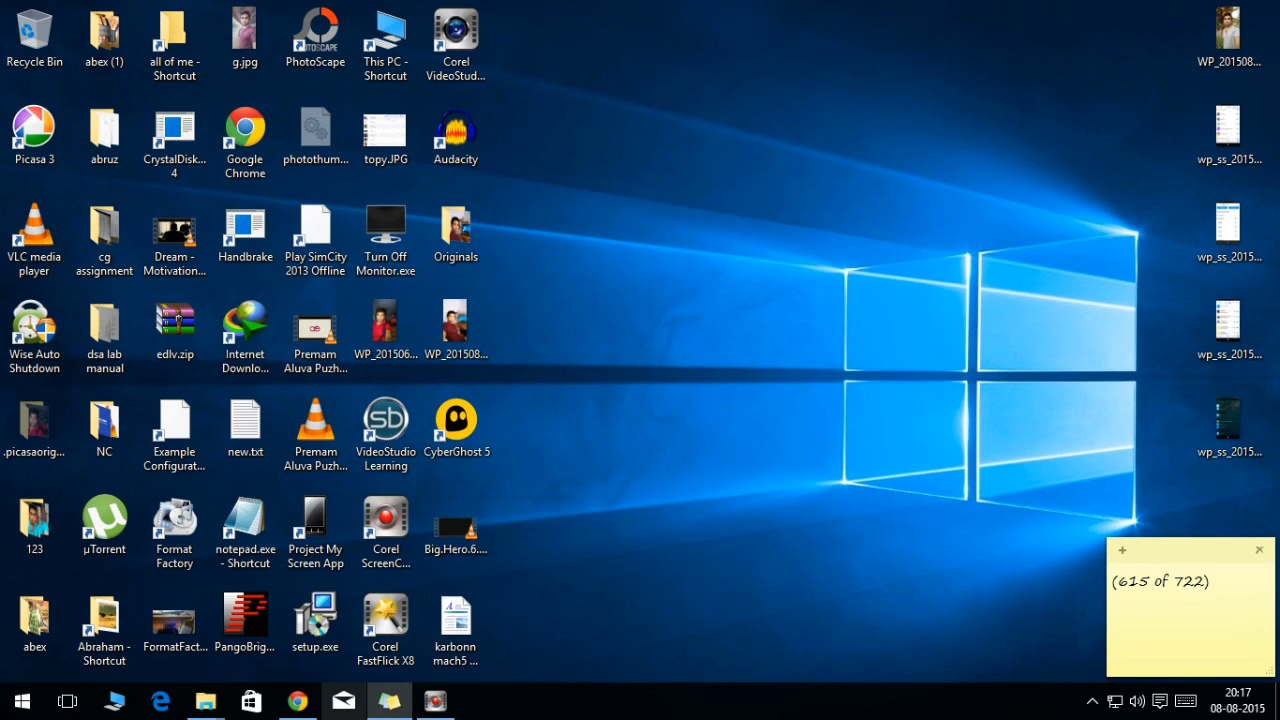 Recycle Bin
abex (1)
all of me -
Shortcut
g.jpg
PhotoScape
This PC -
Shortcut
Corel
VideoStud...
WP_201508...
Picasa 3
abruz
CrystalDisk...
4
Google
Chrome
photothum...
topy.JPG
Audacity
wp_ss_2015...
VLC media
player
cg
assignment
Dream -
Motivation...
Handbrake
Play SimCity
2013 Offline
Turn Off
Monitor.exe
Originals
wp_ss_2015...
Wise Auto
Shutdown
dsa lab
manual
edlv.zip
Internet
Downlo...
Premam
Aluva Puzh...
WP_201506...
WP_201508...
wp_ss_2015...
.picasaorig...
NC
Example
Configurat...
new.txt
Premam
Aluva Puzh...
VideoStudio
Learning
CyberGhost 5
wp_ss_2015...
123
µTorrent
Format
Factory
notepad.exe
- Shortcut
Project My
Screen App
Corel
ScreenC...
Big.Hero.6....
(615 of 722)
abex
Abraham -
Shortcut
FormatFact...
PangoBrig...
setup.exe
Corel
FastFlick X8
karbonn
mach5 ...
20:17
08-08-2015